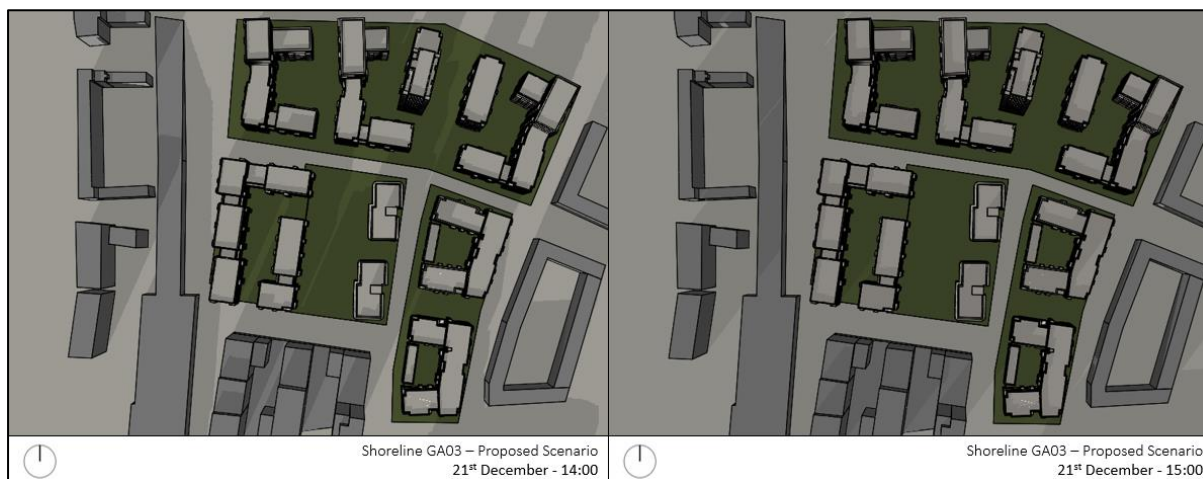 Shoreline GA03 – Proposed Scenario
21st December - 14:00
Shoreline GA03 – Proposed Scenario
21st December - 15:00